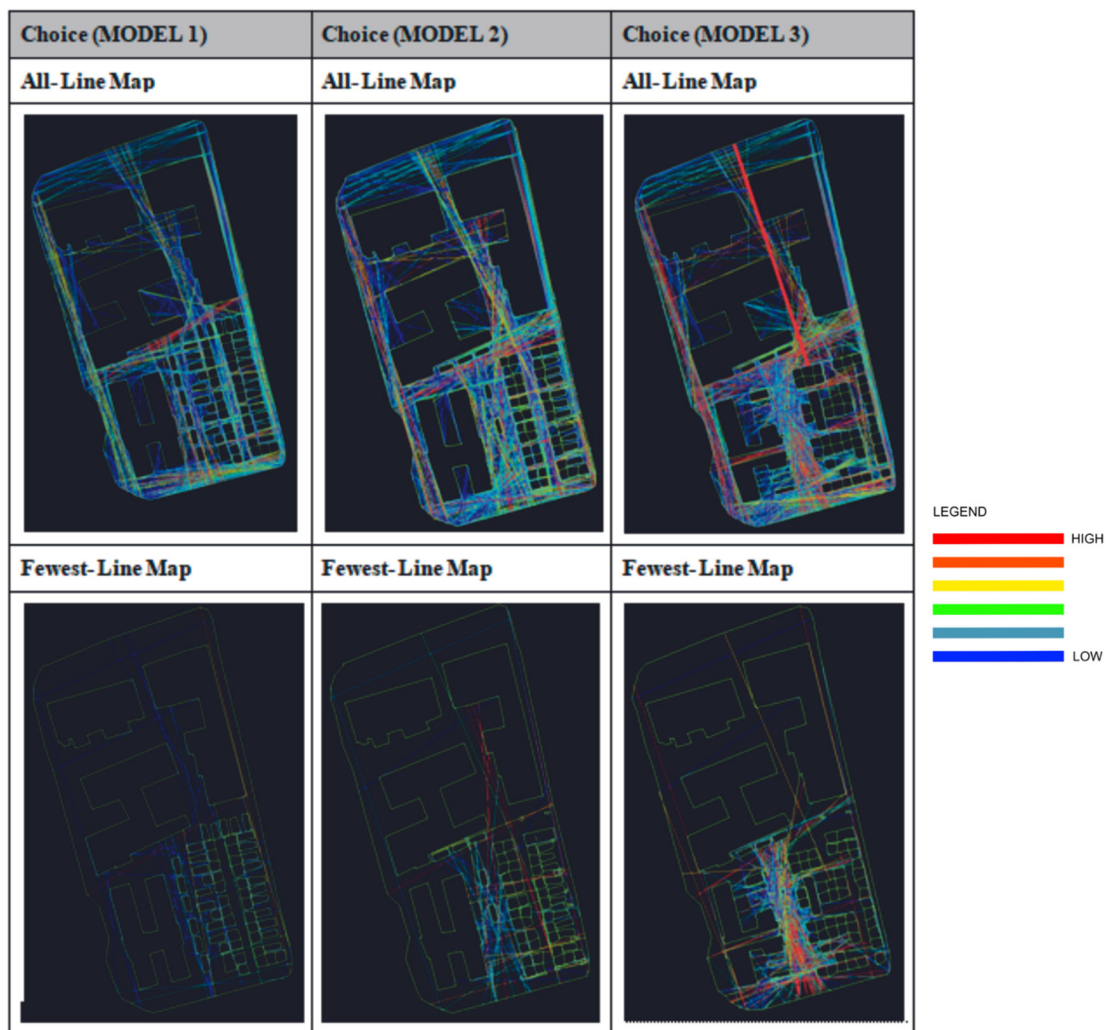 Choice (MODEL 1)
Choice (MODEL 2)
Choice (MODEL 3)
All-Line Map
All-Line Map
All-Line Map
LEGEND
HIGH
LOW
Fewest-Line Map
Fewest-Line Map
Fewest-Line Map